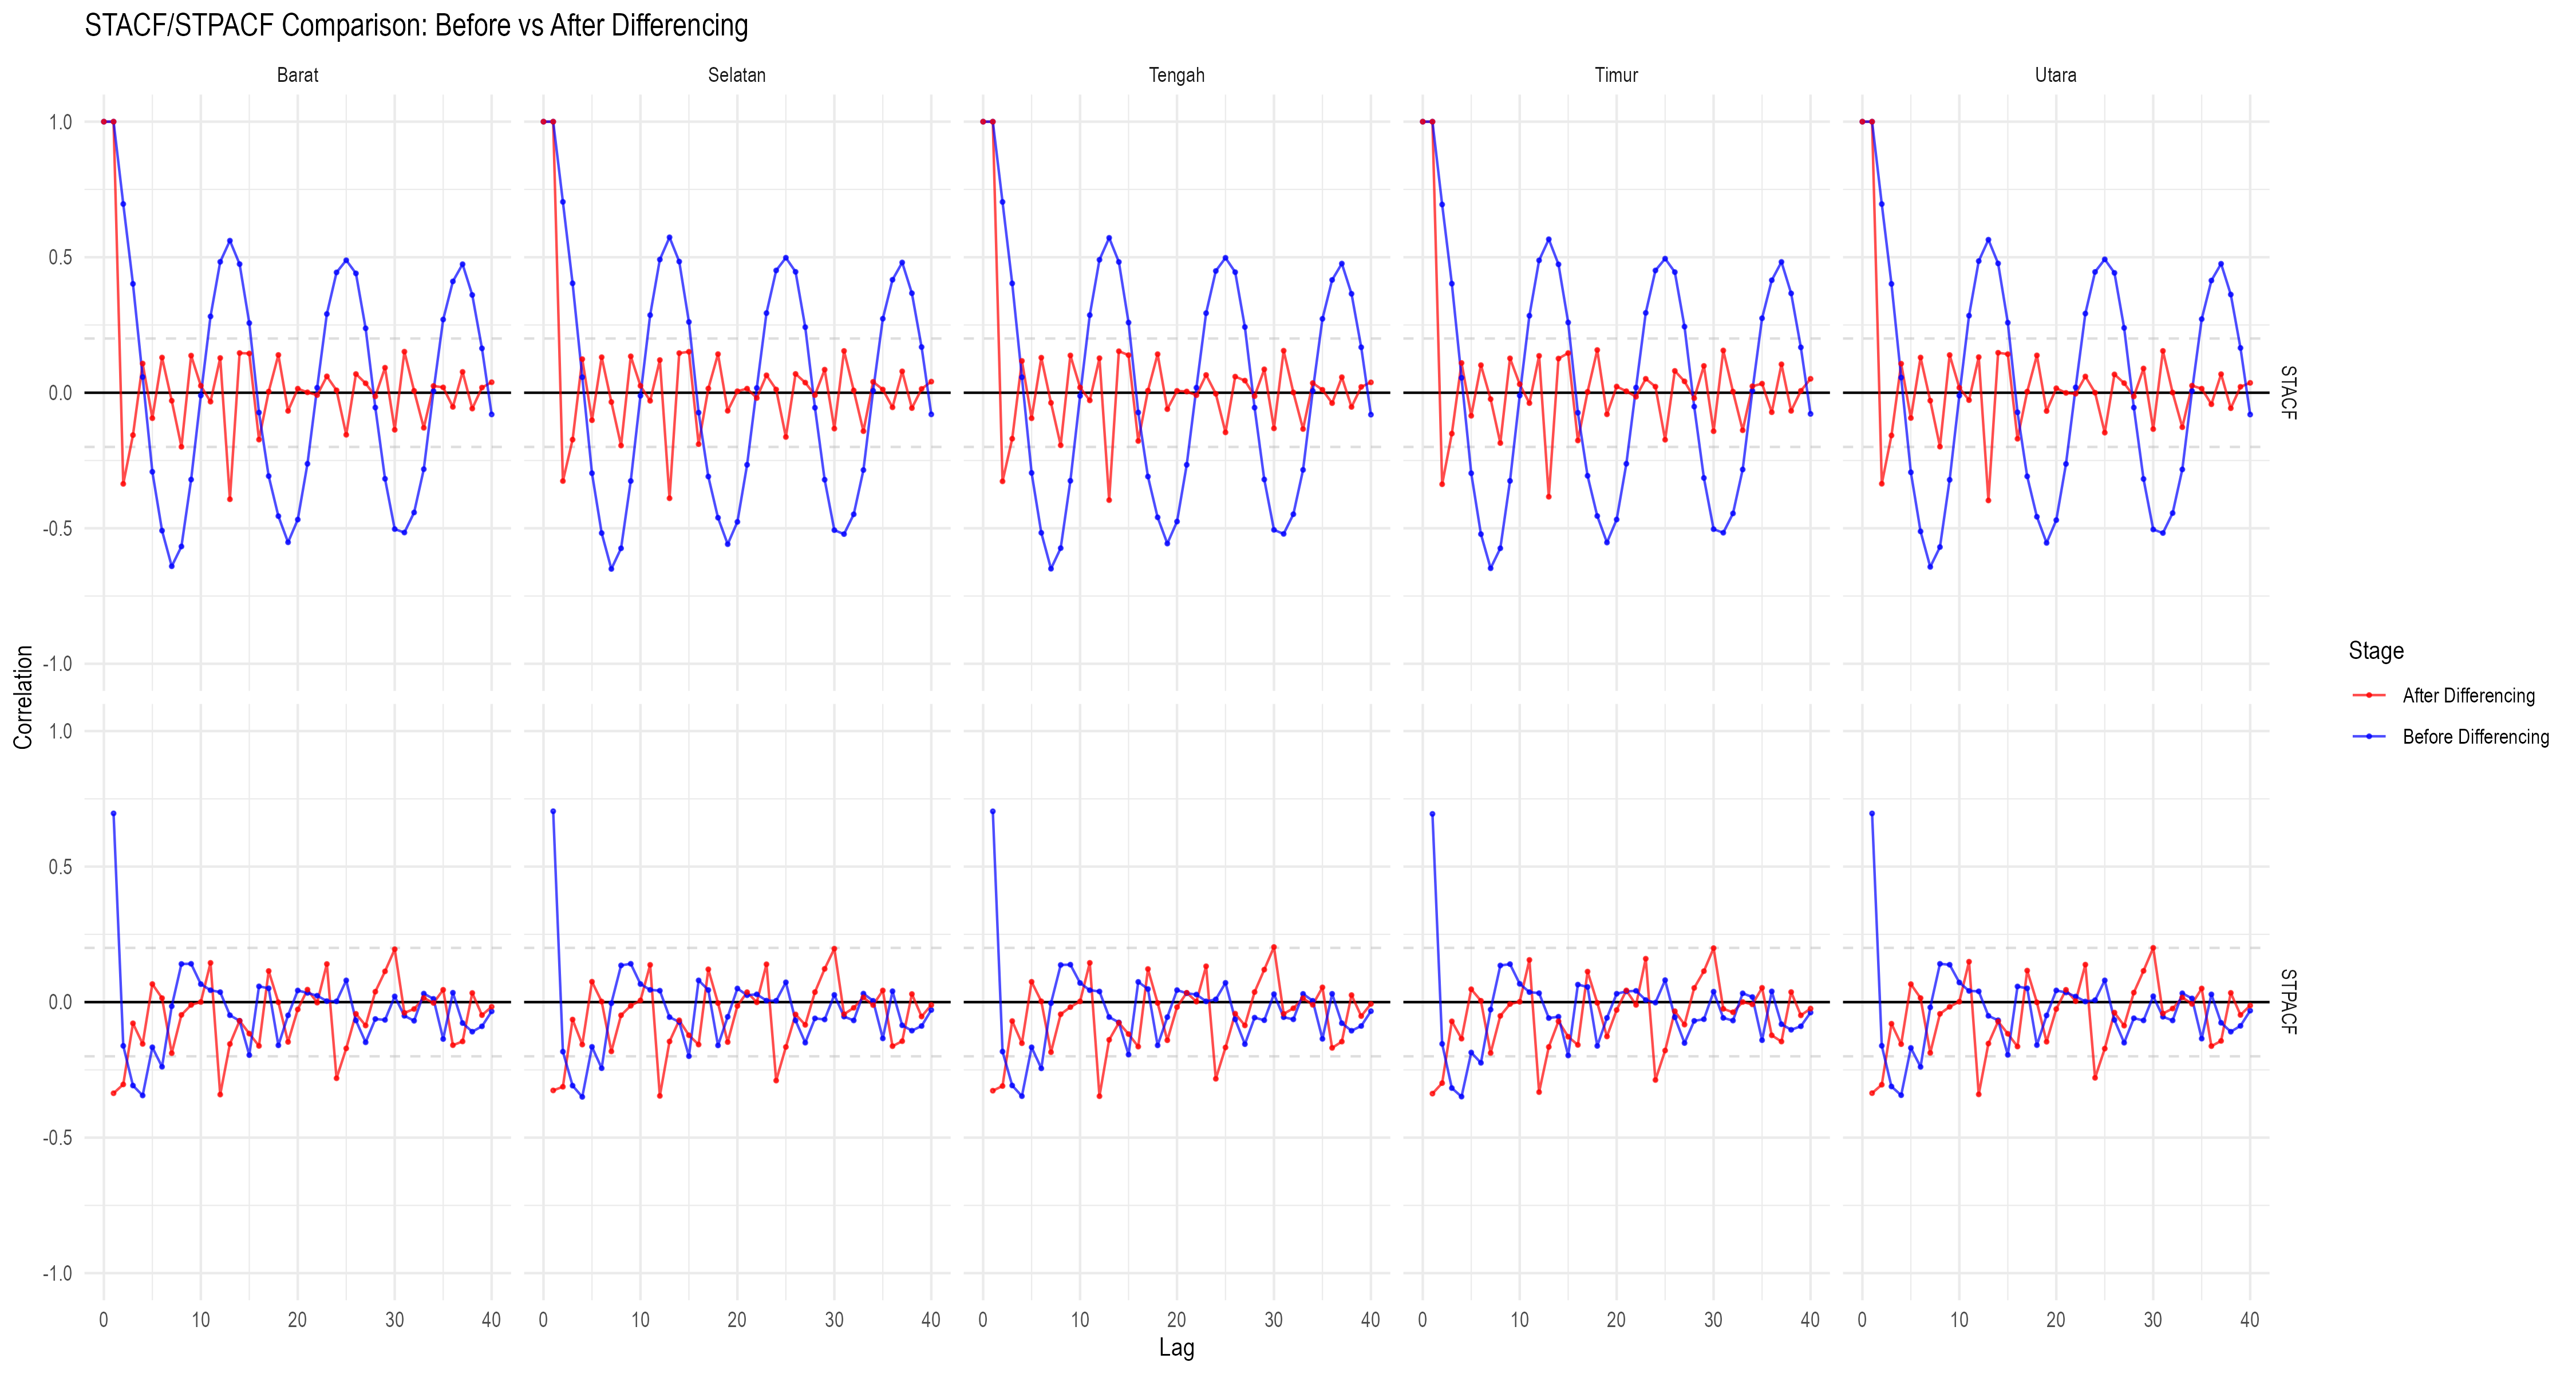 STACF/STPACF Comparison: Before vs After Differencing
Barat Selatan Tengah Timur Utara
1.0
0.5
0.0
-0.5
-1.0
STACF
Correlation
1.0
0.5
0.0
-0.5
-1.0
STPACF
0 10 20 30 40 0 10 20 30 40 0 10 20 30 40 0 10 20 30 40 0 10 20 30 40
Lag
Stage
After Differencing
Before Differencing